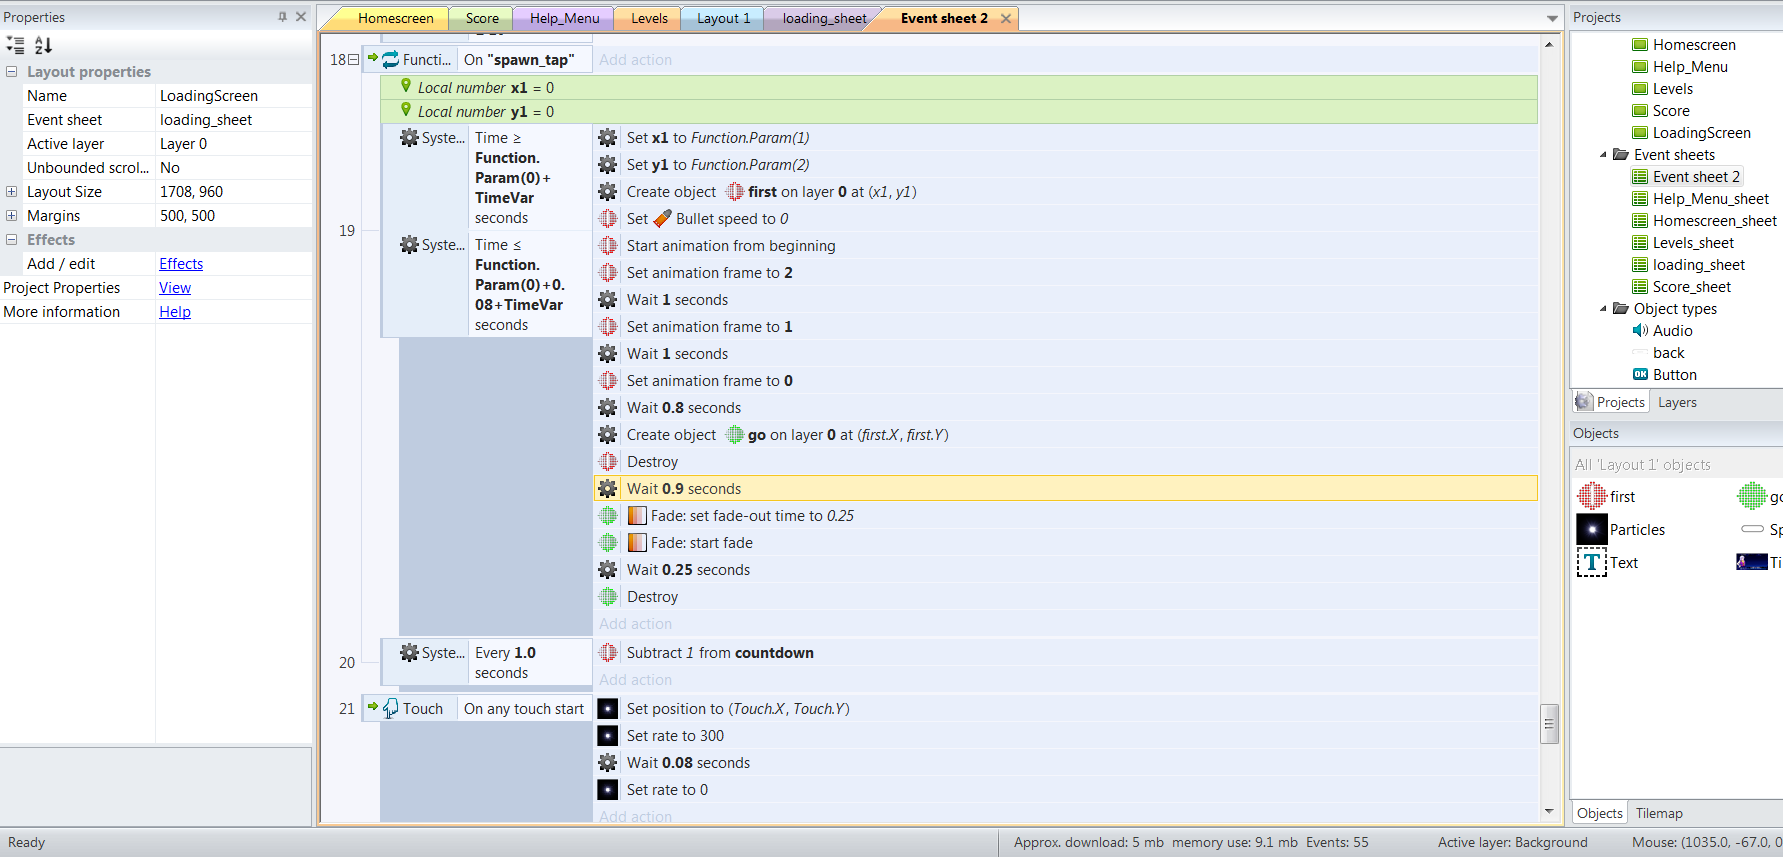 Properties
Layout properties
Name LoadingScreen
Event sheet loading_sheet
Active layer Layer 0
Unbounded scrol... No
Layout Size 1708, 960
Margins 500, 500
Effects
Add / edit Effects
Project Properties View
More information Help
Homescreen Score Help_Menu Levels Layout 1 loading_sheet Event sheet 2
18 Functi... On "spawn_tap" Add action
Local number x1 = 0
Local number y1 = 0
19
Syste... Time ≥
Function.
Param(0)+
TimeVar
seconds
Syste... Time ≤
Function.
Param(0)+0.
08+TimeVar
seconds
Set x1 to Function.Param(1)
Set y1 to Function.Param(2)
Create object first on layer 0 at (x1, y1)
Set Bullet speed to 0
Start animation from beginning
Set animation frame to 2
Wait 1 seconds
Set animation frame to 1
Wait 1 seconds
Set animation frame to 0
Wait 0.8 seconds
Create object go on layer 0 at (first.X, first.Y)
Destroy
Wait 0.9 seconds
Fade: set fade-out time to 0.25
Fade: start fade
Wait 0.25 seconds
Destroy
Add action
20 Syste... Every 1.0
seconds
Subtract 1 from countdown
Add action
21 Touch On any touch start
Set position to (Touch.X, Touch.Y)
Set rate to 300
Wait 0.08 seconds
Set rate to 0
Add action
Projects
Homescreen
Help_Menu
Levels
Score
LoadingScreen
Event sheets
Event sheet 2
Help_Menu_sheet
Homescreen_sheet
Levels_sheet
loading_sheet
Score_sheet
Object types
Audio
back
OK Button
Projects Layers
Objects
All 'Layout 1' objects
first go
Particles Sp
T Text Ti
Objects Tilemap
Ready
Approx. download: 5 mb memory use: 9.1 mb Events: 55 Active layer: Background Mouse: (1035.0, -67.0, 0